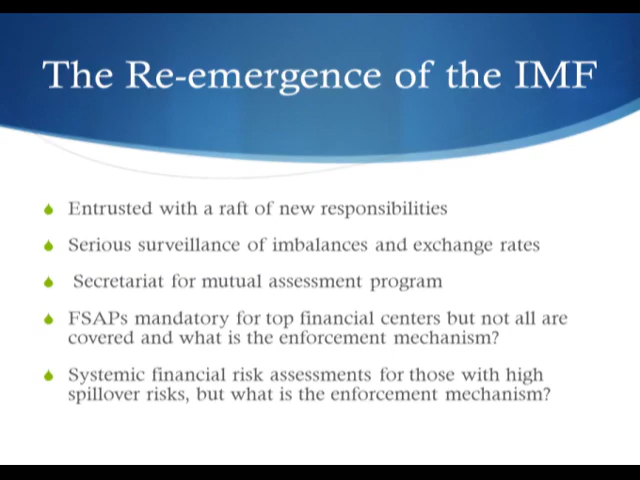 The Re-emergence of the IMF
Entrusted with a raft of new responsibilities
Serious surveillance of imbalances and exchange rates
Secretariat for mutual assessment program
FSAPs mandatory for top financial centers but not all are
covered and what is the enforcement mechanism?
Systemic financial risk assessments for those with high
spillover risks, but what is the enforcement mechanism?